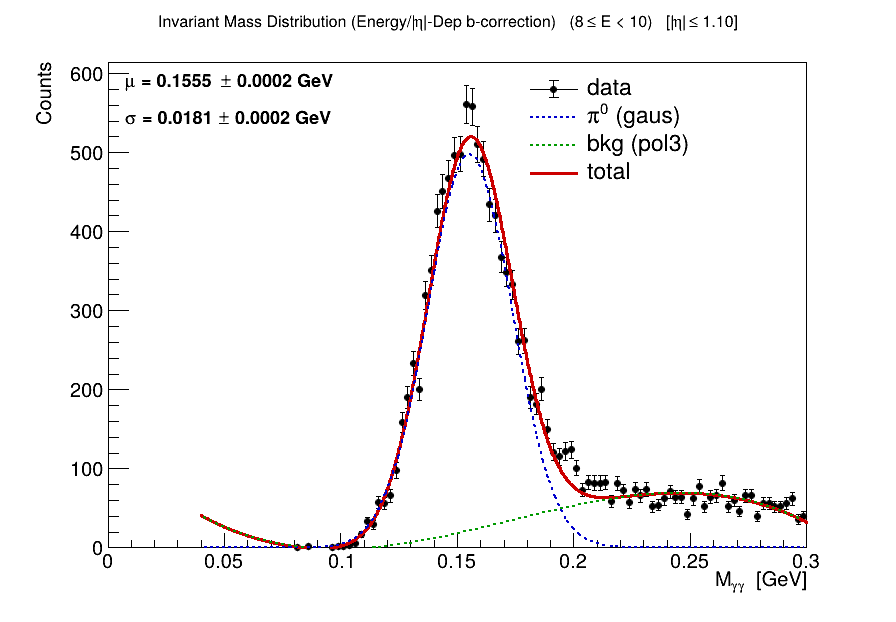 Invariant Mass Distribution (Energy/|η|-Dep b-correction) (8 ≤ E < 10) [|η| ≤ 1.10]
Counts
600
500
400
300
200
100
0
μ = 0.1555 ± 0.0002 GeV
σ = 0.0181 ± 0.0002 GeV
data
π⁰ (gaus)
bkg (pol3)
total
0 0.05 0.1 0.15 0.2 0.25 0.3
M_γγ [GeV]